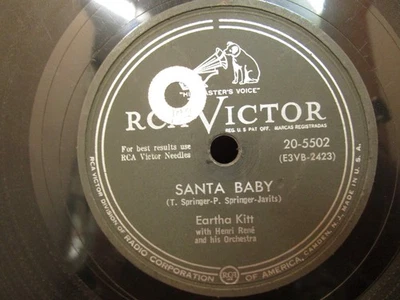 "HIS MASTER'S VOICE"
RCA VICTOR
REG. U.S. PAT. OFF. MARCAS REGISTRADAS
For best results use
RCA Victor Needles
20-5502
(E3VB-2423)
SANTA BABY
(T. Springer-P. Springer-Javits)
Eartha Kitt
with Henri René
and his Orchestra
RCA VICTOR DIVISION OF RADIO CORPORATION OF AMERICA, CAMDEN, N.J. MADE IN U.S.A.
RCA